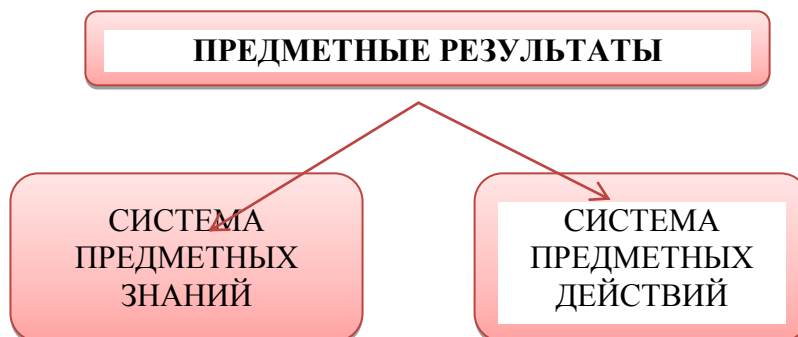 ПРЕДМЕТНЫЕ РЕЗУЛЬТАТЫ
СИСТЕМА
ПРЕДМЕТНЫХ
ЗНАНИЙ
СИСТЕМА
ПРЕДМЕТНЫХ
ДЕЙСТВИЙ